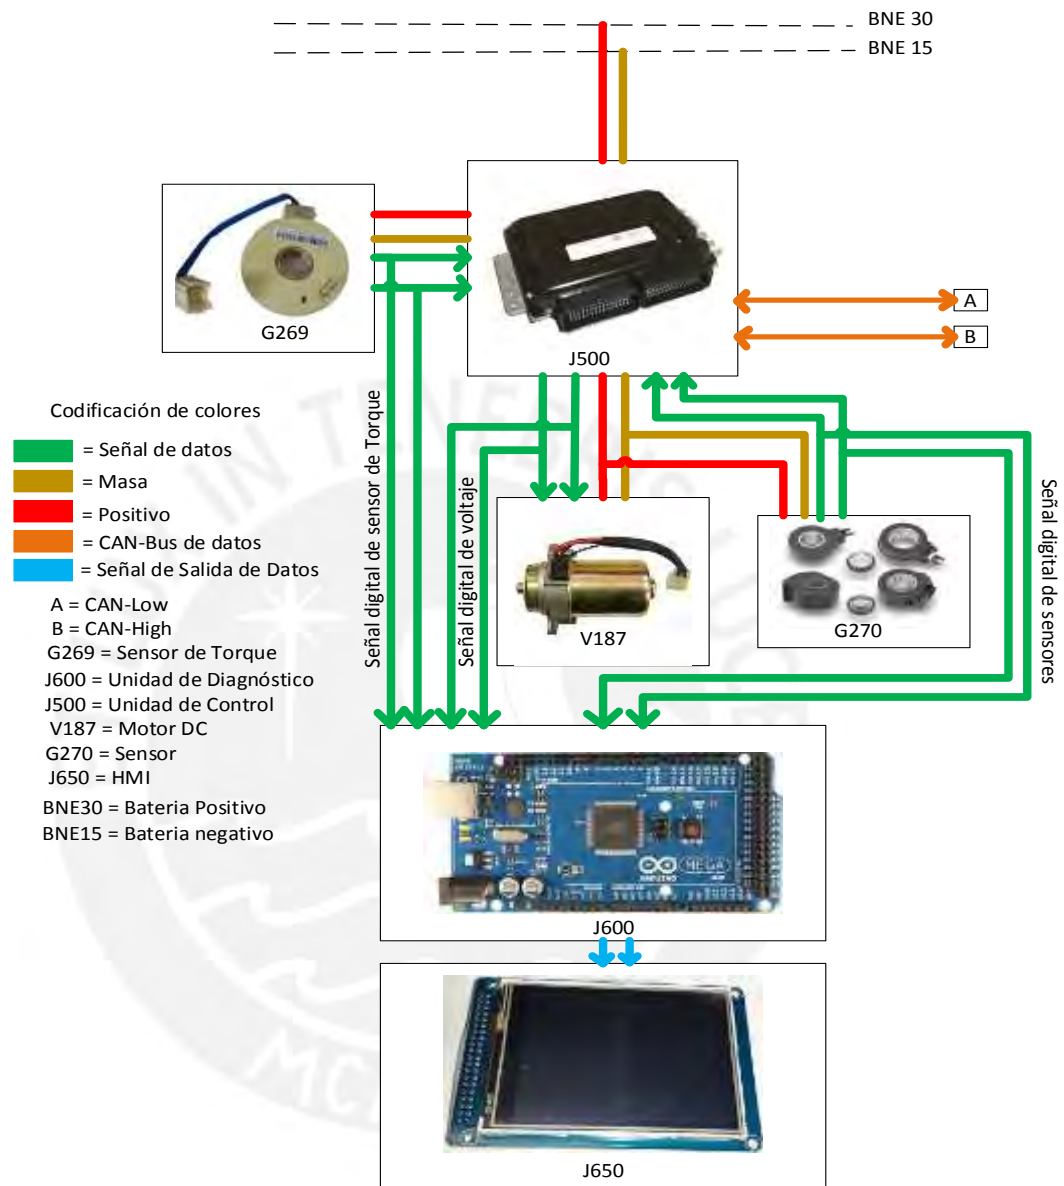 BNE 30
BNE 15
G269
J500
A
B
Codificación de colores
= Señal de datos
= Masa
= Positivo
= CAN-Bus de datos
= Señal de Salida de Datos
A = CAN-Low
B = CAN-High
G269 = Sensor de Torque
J600 = Unidad de Diagnóstico
J500 = Unidad de Control
V187 = Motor DC
G270 = Sensor
J650 = HMI
BNE30 = Bateria Positivo
BNE15 = Bateria negativo
Señal digital de sensor de Torque
Señal digital de voltaje
Señal digital de sensores
V187
G270
ARDUINO
MEGA
J600
J650